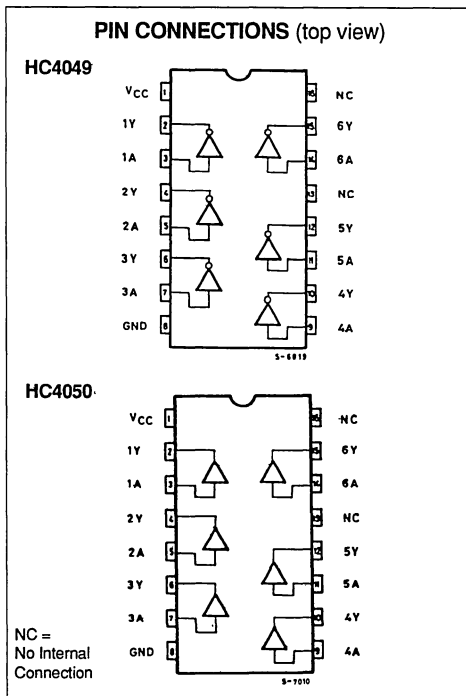 PIN CONNECTIONS (top view)
HC4049
VCC 1 16 NC
1Y 2 15 6Y
1A 3 14 6A
2Y 4 13 NC
2A 5 12 5Y
3Y 6 11 5A
3A 7 10 4Y
GND 8 9 4A
S-6819
HC4050
VCC 1 16 NC
1Y 2 15 6Y
1A 3 14 6A
2Y 4 13 NC
2A 5 12 5Y
3Y 6 11 5A
3A 7 10 4Y
GND 8 9 4A
NC =
No Internal
Connection
S-7010